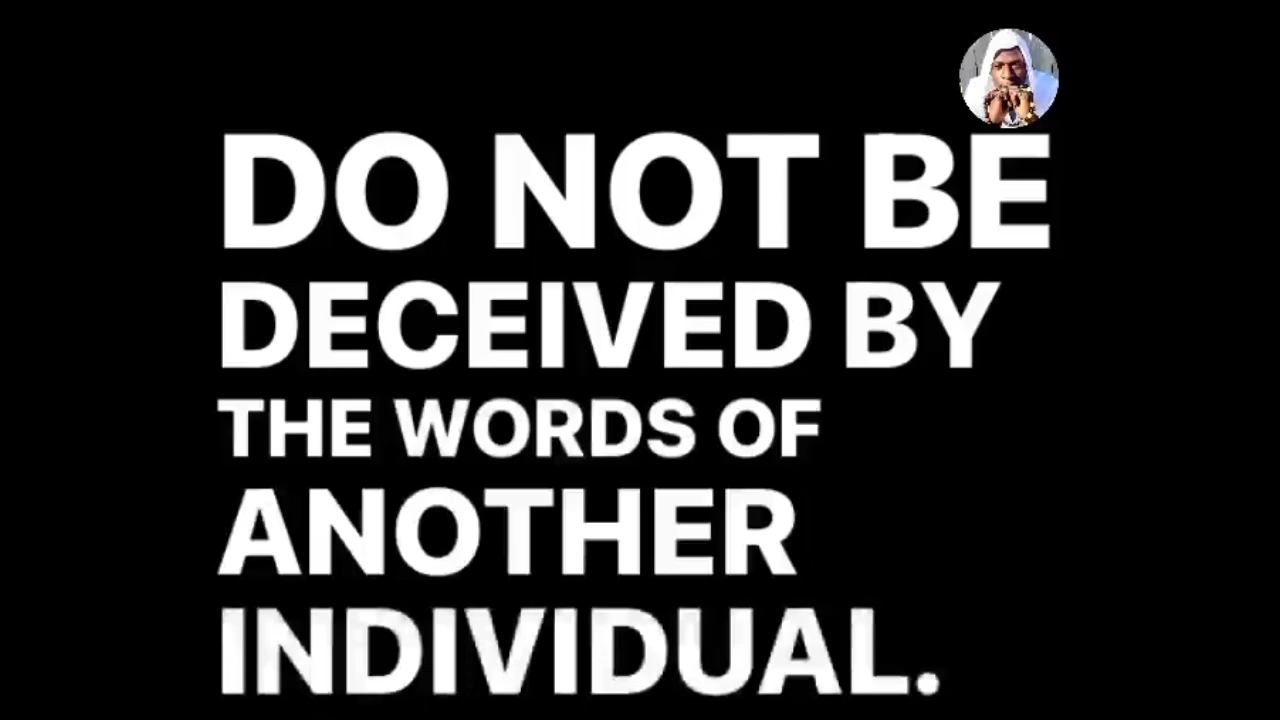 DO NOT BE
DECEIVED BY
THE WORDS OF
ANOTHER
INDIVIDUAL.